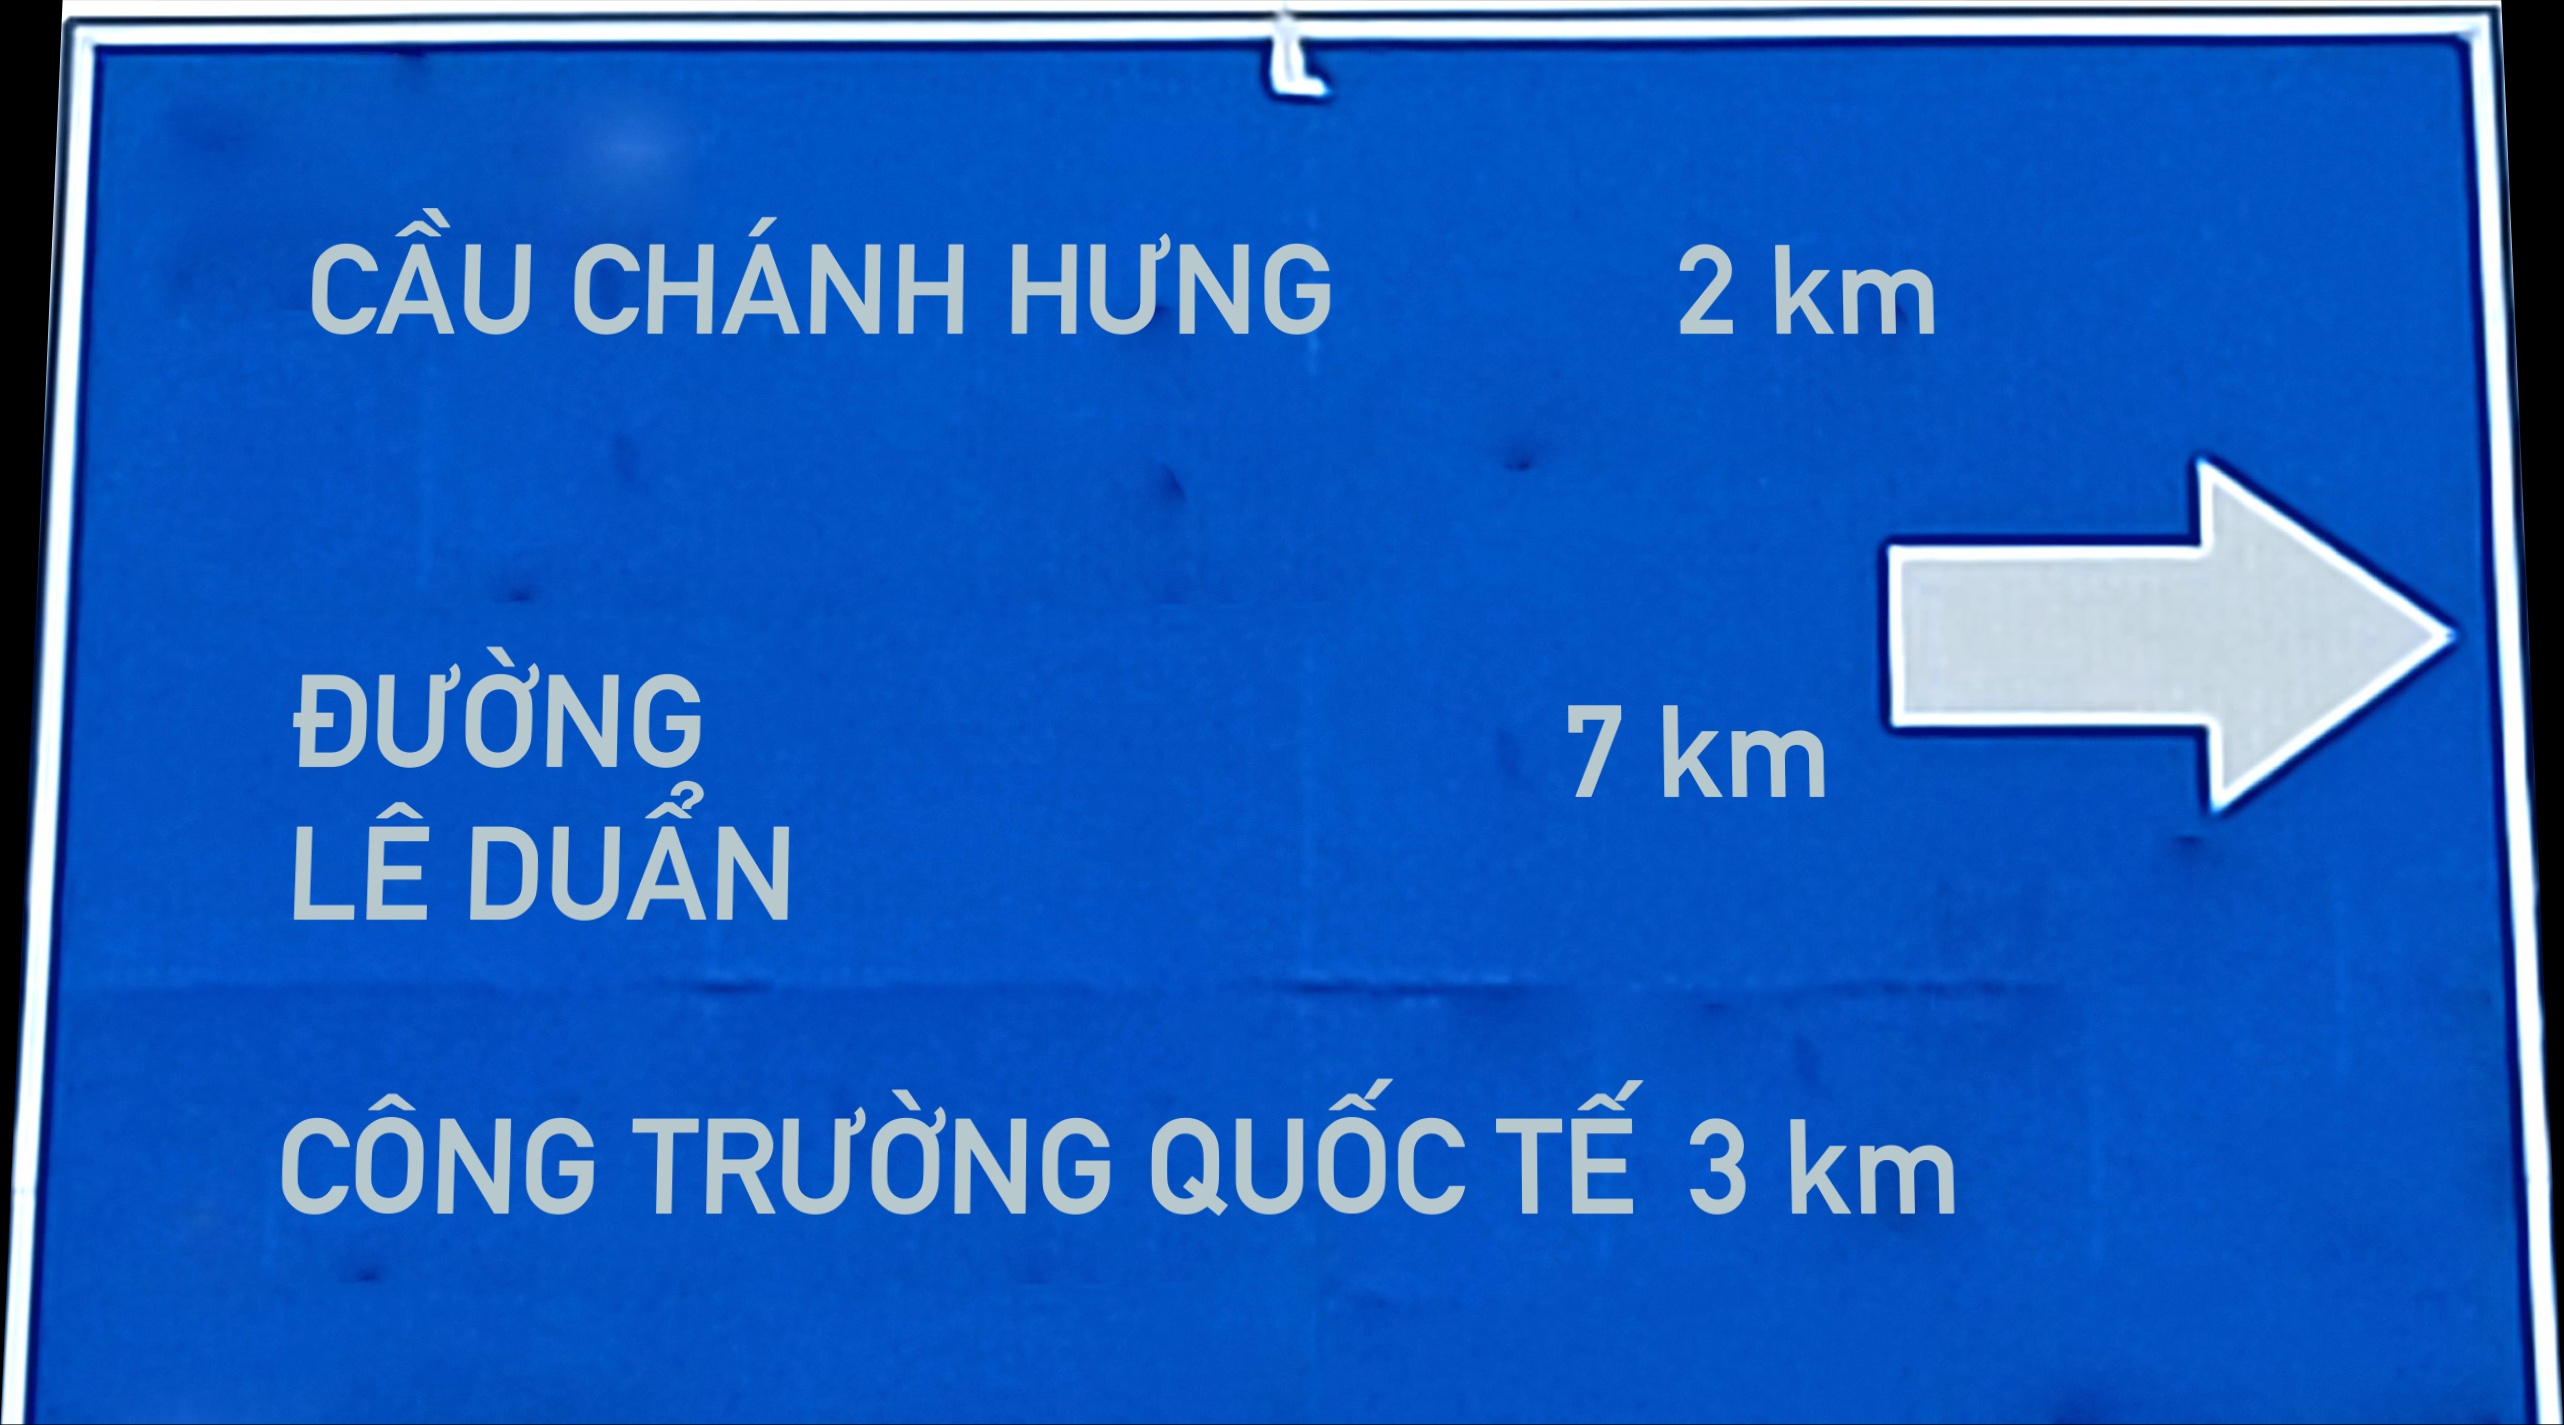 CẦU CHÁNH HƯNG 2 km
ĐƯỜNG
LÊ DUẨN 7 km
CÔNG TRƯỜNG QUỐC TẾ 3 km